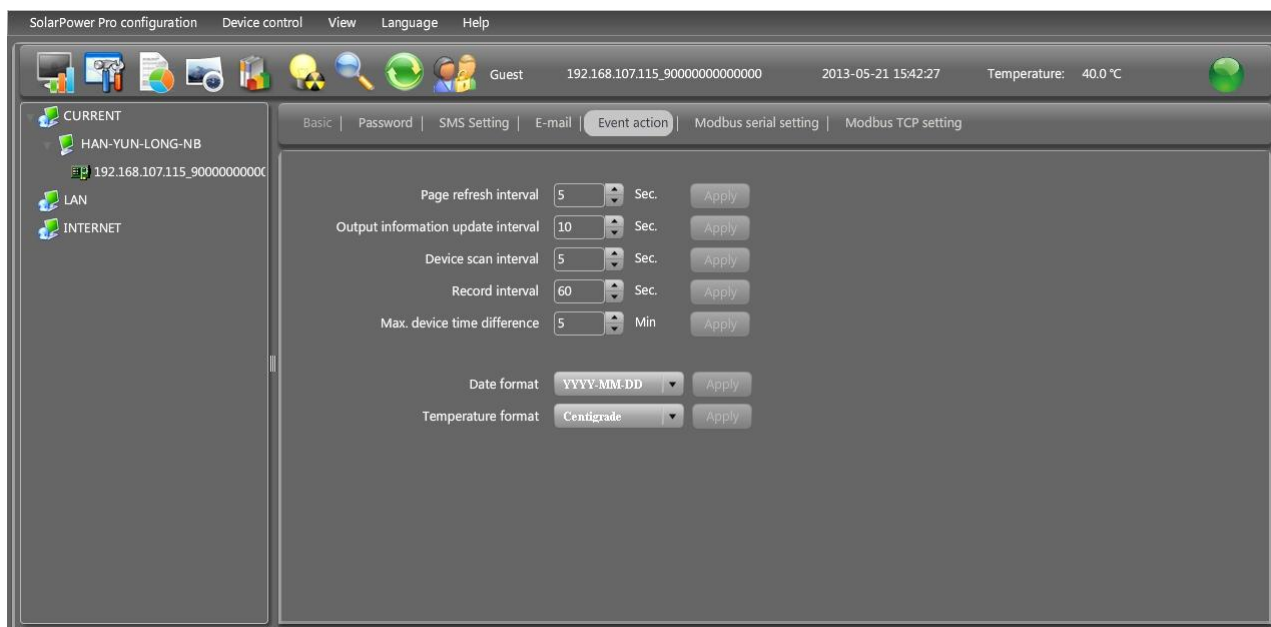 SolarPower Pro configuration Device control View Language Help
Guest 192.168.107.115_90000000000000 2013-05-21 15:42:27 Temperature: 40.0 ℃
CURRENT
HAN-YUN-LONG-NB
192.168.107.115_9000000000
LAN
INTERNET
Basic | Password | SMS Setting | E-mail | Event action | Modbus serial setting | Modbus TCP setting
Page refresh interval 5 Sec. Apply
Output information update interval 10 Sec. Apply
Device scan interval 5 Sec. Apply
Record interval 60 Sec. Apply
Max. device time difference 5 Min Apply
Date format YYYY-MM-DD Apply
Temperature format Centigrade Apply